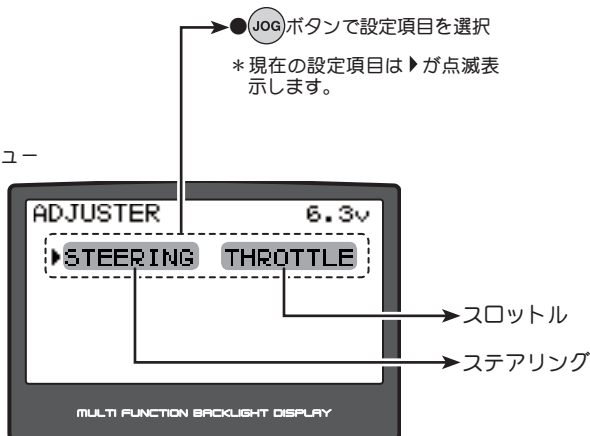 ●JOGボタンで設定項目を選択
＊現在の設定項目は▶が点滅表
示します。
ュー
ADJUSTER 6.3v
▶STEERING THROTTLE
スロットル
ステアリング
MULTI FUNCTION BACKLIGHT DISPLAY